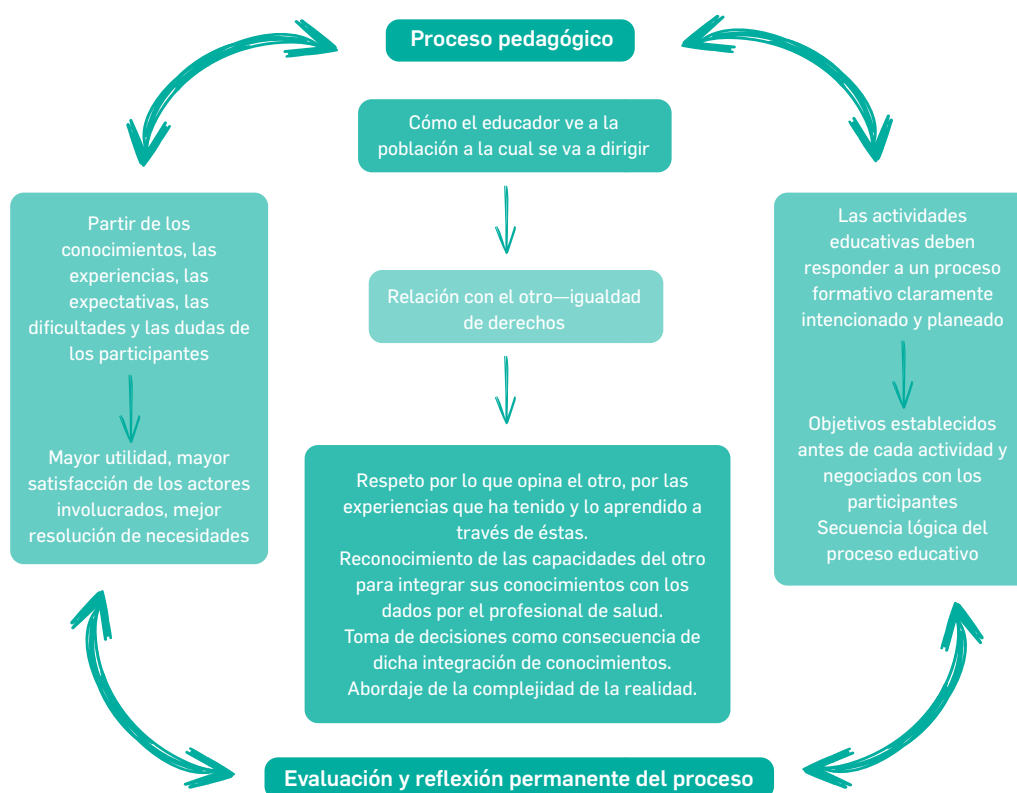 Proceso pedagógico
Cómo el educador ve a la
población a la cual se va a dirigir
Relación con el otro—igualdad
de derechos
Respeto por lo que opina el otro, por las
experiencias que ha tenido y lo aprendido a
través de éstas.
Reconocimiento de las capacidades del otro
para integrar sus conocimientos con los
dados por el profesional de salud.
Toma de decisiones como consecuencia de
dicha integración de conocimientos.
Abordaje de la complejidad de la realidad.
Partir de los
conocimientos, las
experiencias, las
expectativas, las
dificultades y las dudas de
los participantes
Mayor utilidad, mayor
satisfacción de los actores
involucrados, mejor
resolución de necesidades
Las actividades
educativas deben
responder a un proceso
formativo claramente
intencionado y planeado
Objetivos establecidos
antes de cada actividad y
negociados con los
participantes
Secuencia lógica del
proceso educativo
Evaluación y reflexión permanente del proceso